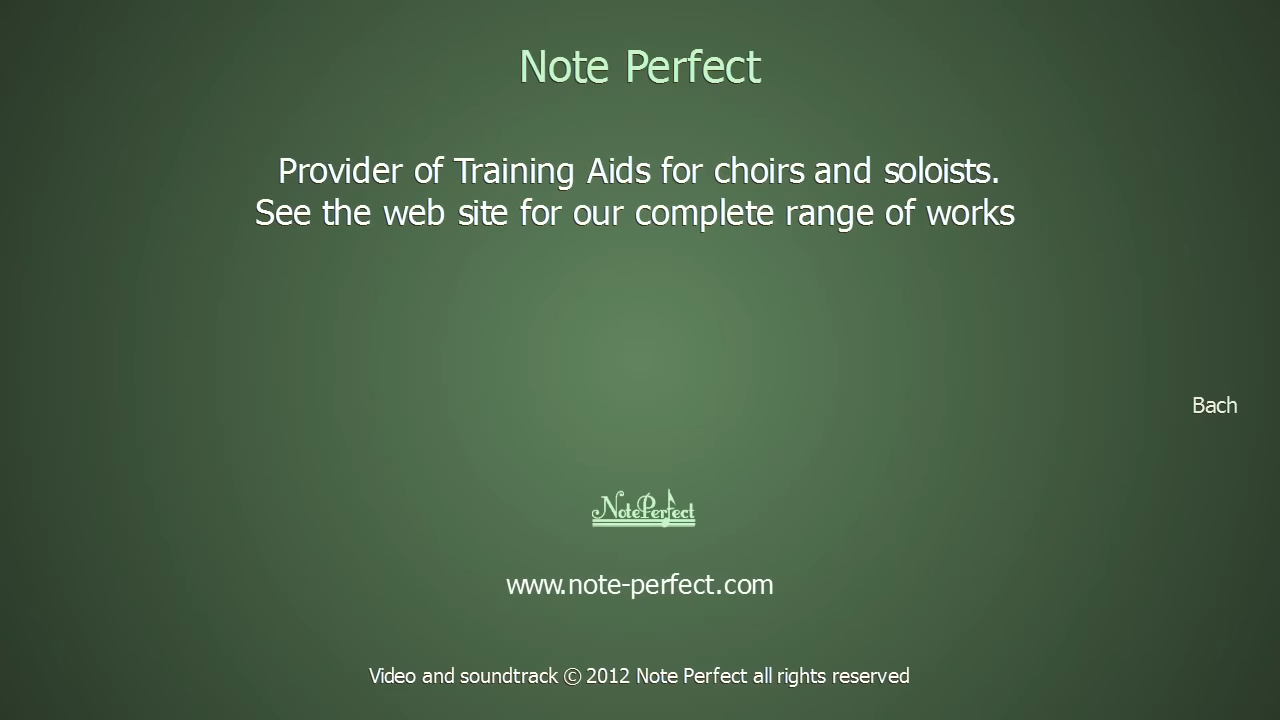 Note Perfect
Provider of Training Aids for choirs and soloists.
See the web site for our complete range of works
Bach
NotePerfect
www.note-perfect.com
Video and soundtrack © 2012 Note Perfect all rights reserved